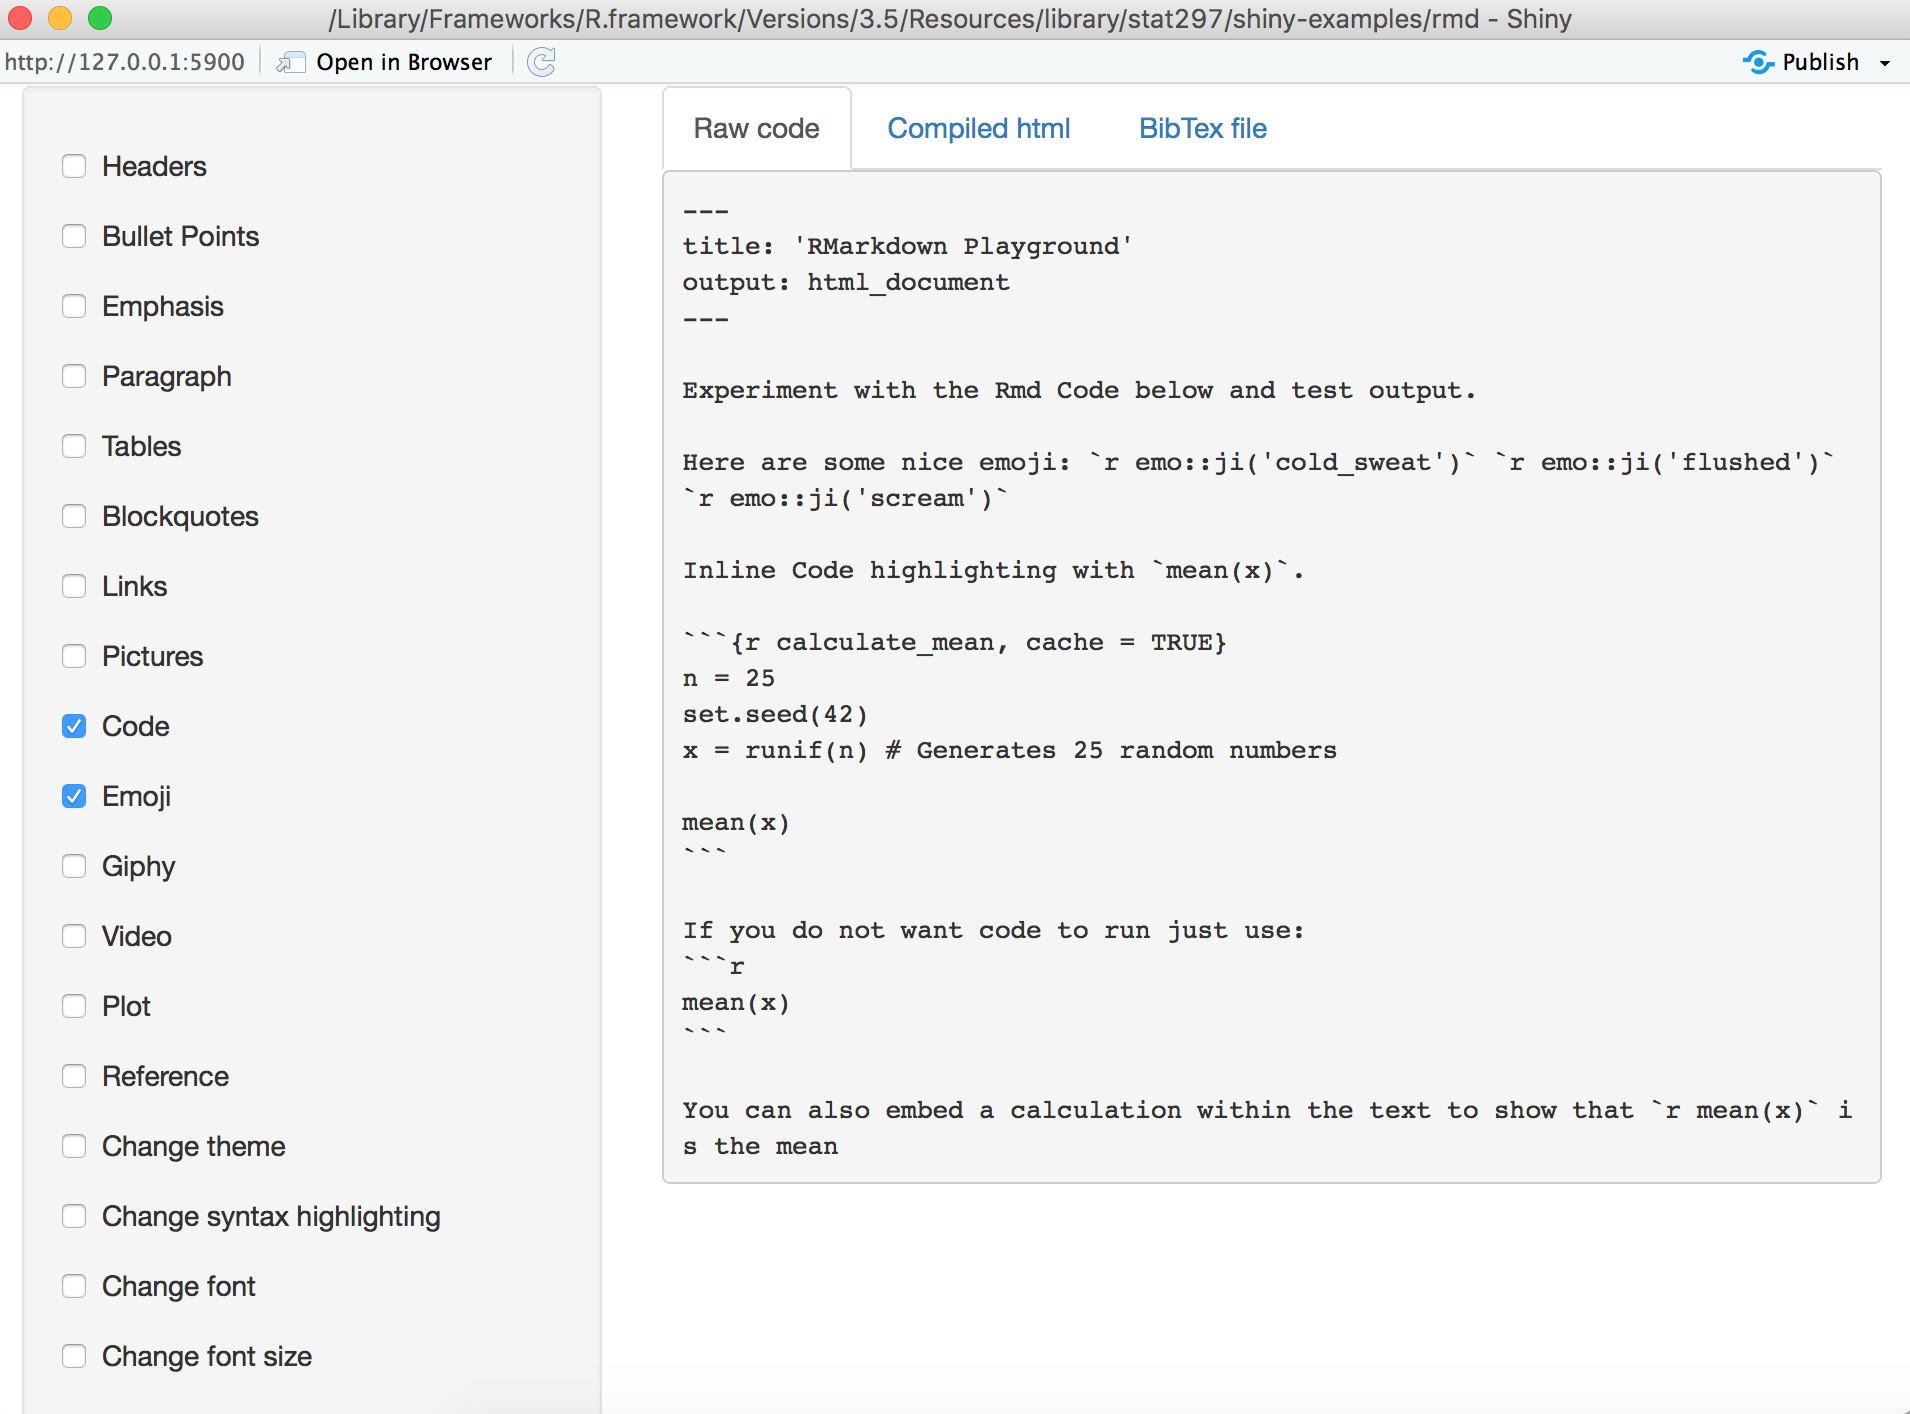 /Library/Frameworks/R.framework/Versions/3.5/Resources/library/stat297/shiny-examples/rmd - Shiny
http://127.0.0.1:5900 Open in Browser Publish
Headers
Bullet Points
Emphasis
Paragraph
Tables
Blockquotes
Links
Pictures
Code
Emoji
Giphy
Video
Plot
Reference
Change theme
Change syntax highlighting
Change font
Change font size
Raw code Compiled html BibTex file
---
title: 'RMarkdown Playground'
output: html_document
---
Experiment with the Rmd Code below and test output.
Here are some nice emoji: `r emo::ji('cold_sweat')` `r emo::ji('flushed')`
`r emo::ji('scream')`
Inline Code highlighting with `mean(x)`.
```{r calculate_mean, cache = TRUE}
n = 25
set.seed(42)
x = runif(n) # Generates 25 random numbers
mean(x)
```
If you do not want code to run just use:
```r
mean(x)
```
You can also embed a calculation within the text to show that `r mean(x)` i
s the mean